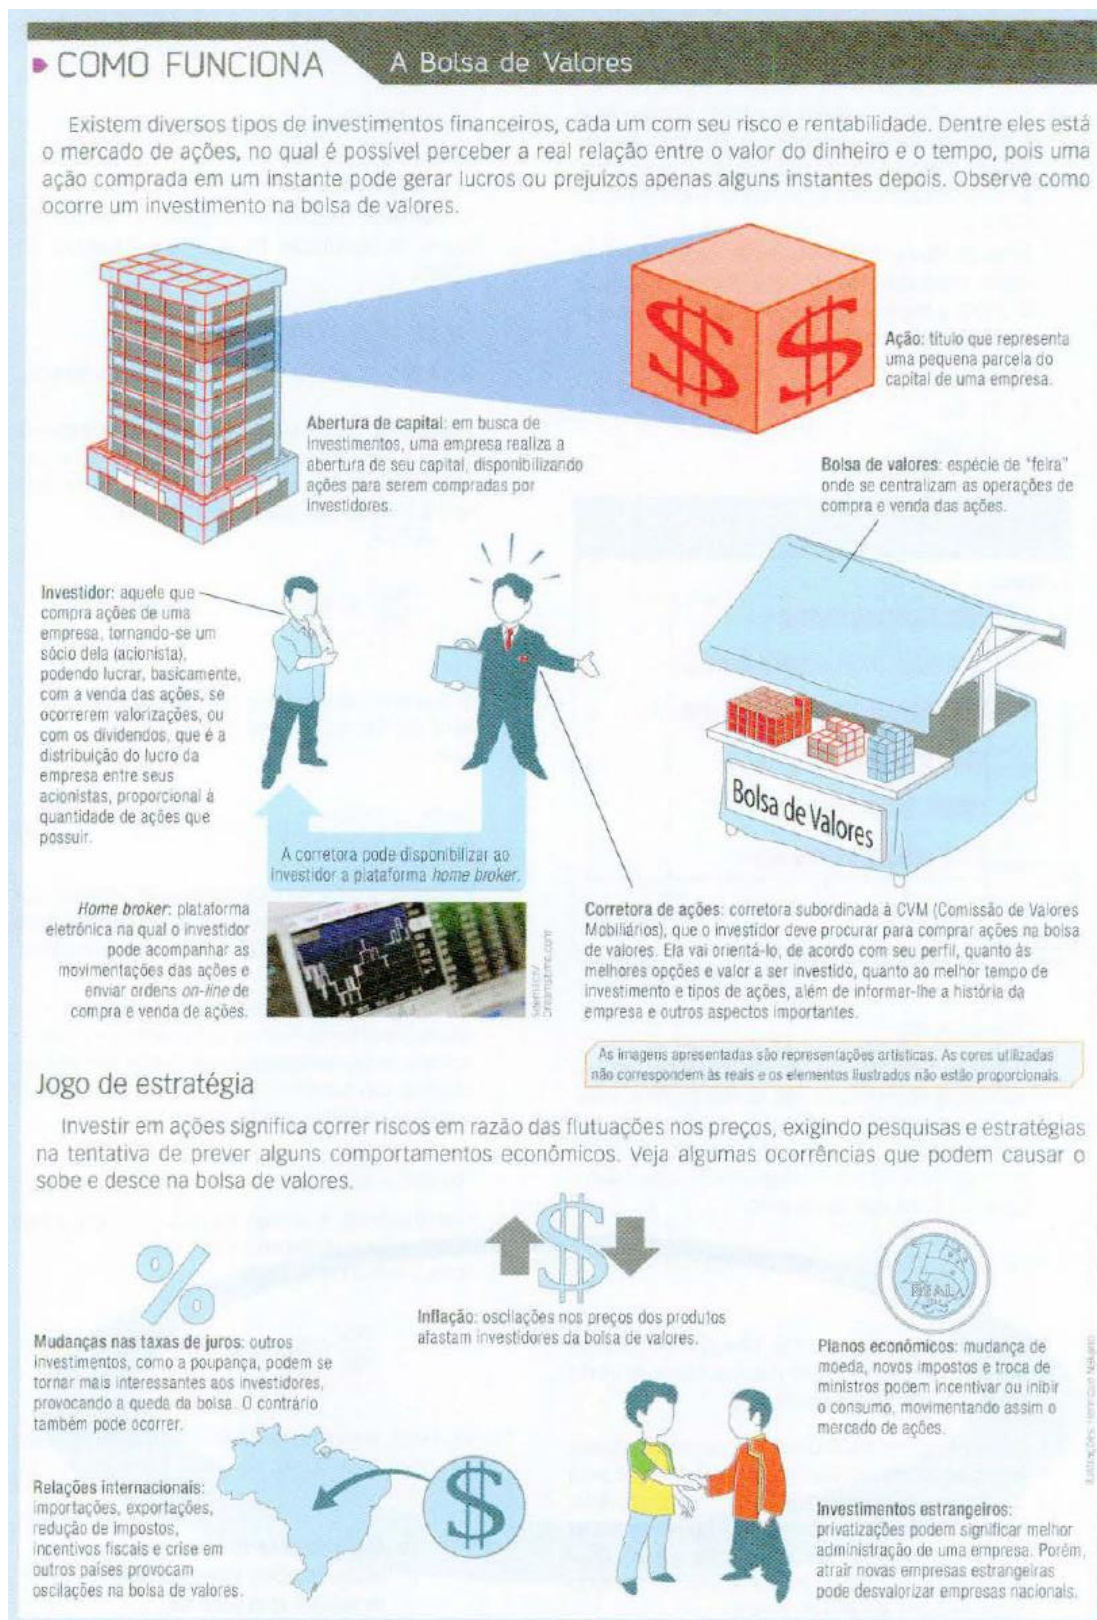 COMO FUNCIONA
A Bolsa de Valores
Existem diversos tipos de investimentos financeiros, cada um com seu risco e rentabilidade. Dentre eles está
o mercado de ações, no qual é possível perceber a real relação entre o valor do dinheiro e o tempo, pois uma
ação comprada em um instante pode gerar lucros ou prejuízos apenas alguns instantes depois. Observe como
ocorre um investimento na bolsa de valores.
Ação: título que representa
uma pequena parcela do
capital de uma empresa.
Abertura de capital: em busca de
investimentos, uma empresa realiza a
abertura de seu capital, disponibilizando
ações para serem compradas por
investidores.
Bolsa de valores: espécie de "feira"
onde se centralizam as operações de
compra e venda das ações.
Investidor: aquele que
compra ações de uma
empresa, tornando-se um
sócio dela (acionista),
podendo lucrar, basicamente,
com a venda das ações, se
ocorrerem valorizações, ou
com os dividendos, que é a
distribuição do lucro da
empresa entre seus
acionistas, proporcional à
quantidade de ações que
possuir.
Bolsa de Valores
A corretora pode disponibilizar ao
investidor a plataforma home broker.
Home broker: plataforma
eletrônica na qual o investidor
pode acompanhar as
movimentações das ações e
enviar ordens on-line de
compra e venda de ações.
Corretora de ações: corretora subordinada à CVM (Comissão de Valores
Mobiliários), que o investidor deve procurar para comprar ações na bolsa
de valores. Ela vai orientá-lo, de acordo com seu perfil, quanto às
melhores opções e valor a ser investido, quanto ao melhor tempo de
investimento e tipos de ações, além de informar-lhe a história da
empresa e outros aspectos importantes.
As imagens apresentadas são representações artísticas. As cores utilizadas
não correspondem às reais e os elementos ilustrados não estão proporcionais.
Jogo de estratégia
Investir em ações significa correr riscos em razão das flutuações nos preços, exigindo pesquisas e estratégias
na tentativa de prever alguns comportamentos econômicos. Veja algumas ocorrências que podem causar o
sobe e desce na bolsa de valores.
Inflação: oscilações nos preços dos produtos
afastam investidores da bolsa de valores.
Mudanças nas taxas de juros: outros
investimentos, como a poupança, podem se
tornar mais interessantes aos investidores,
provocando a queda da bolsa. O contrário
também pode ocorrer.
REAL
Planos econômicos: mudança de
moeda, novos impostos e troca de
ministros podem incentivar ou inibir
o consumo, movimentando assim o
mercado de ações.
Relações internacionais:
importações, exportações,
redução de impostos,
incentivos fiscais e crise em
outros países provocam
oscilações na bolsa de valores.
Investimentos estrangeiros:
privatizações podem significar melhor
administração de uma empresa. Porém,
atrair novas empresas estrangeiras
pode desvalorizar empresas nacionais.